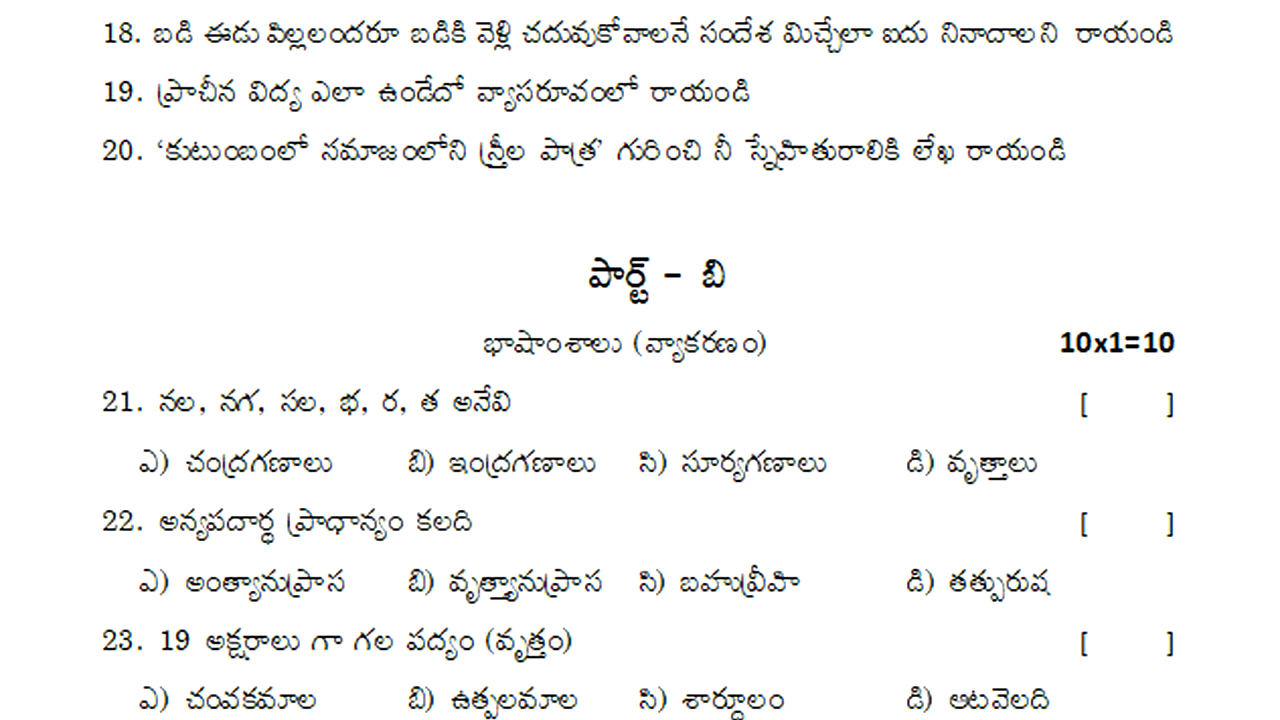 18. బడి ఈడు పిల్లలందరూ బడికి వెళ్లి చదువుకోవాలనే సందేశ మిచ్చేలా ఐదు నినాదాలని రాయండి
19. ప్రాచీన విద్య ఎలా ఉండేదో వ్యాసరూవంలో రాయండి
20. ‘కుటుంబంలో నమాజంలోని స్త్రీల పాత్ర’ గురించి నీ స్నేహితురాలికి లేఖ రాయండి
పార్ట్ – బి
భాషాంశాలు (వ్యాకరణం) 10x1=10
21. నల, నగ, సల, భ, ర, త అనేవి [ ]
ఎ) చంద్రగణాలు బి) ఇంద్రగణాలు సి) సూర్యగణాలు డి) వృత్తాలు
22. అన్యపదార్థ ప్రాధాన్యం కలది [ ]
ఎ) అంత్యానుప్రాస బి) వృత్త్యానుప్రాస సి) బహువ్రీహి డి) తత్పురుష
23. 19 అక్షరాలు గా గల పద్యం (వృత్తం) [ ]
ఎ) చంవకమాల బి) ఉత్పలమాల సి) శార్దూలం డి) ఆటవెలది